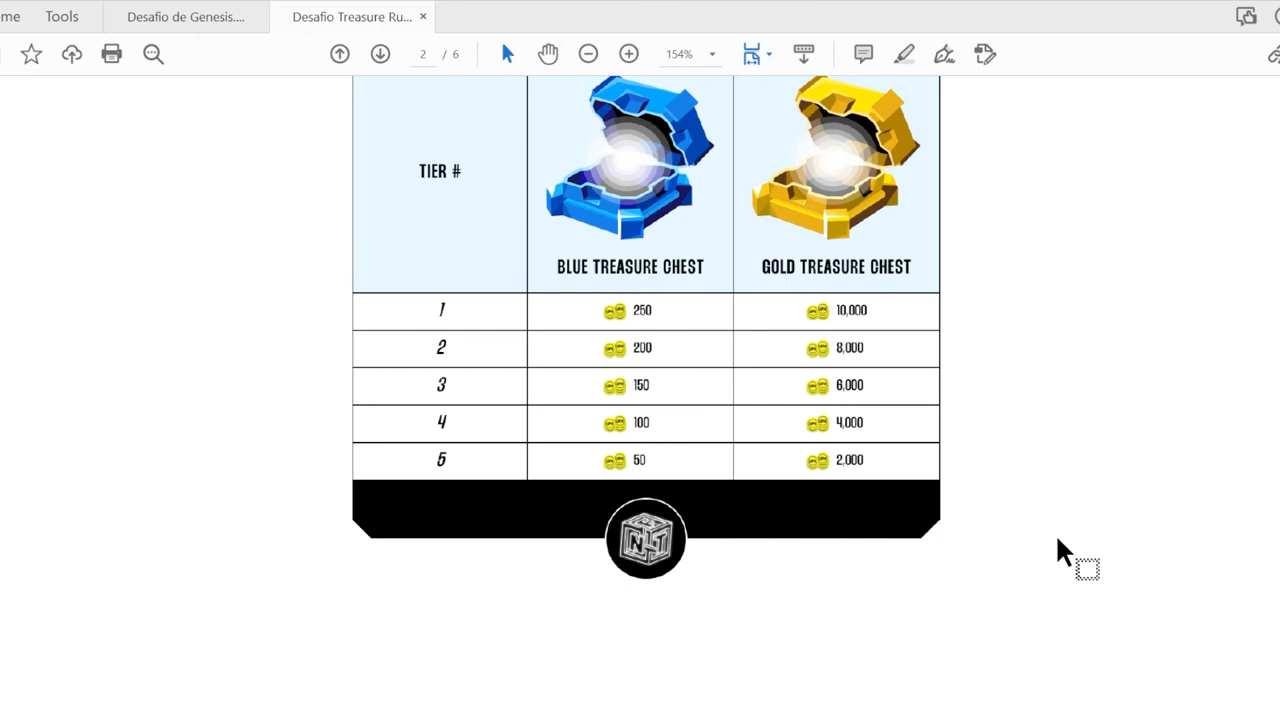 me Tools Desafio de Genesis.... Desafio Treasure Ru... ×
2 / 6 154%
TIER # BLUE TREASURE CHEST GOLD TREASURE CHEST
1 250 10,000
2 200 8,000
3 150 6,000
4 100 4,000
5 50 2,000